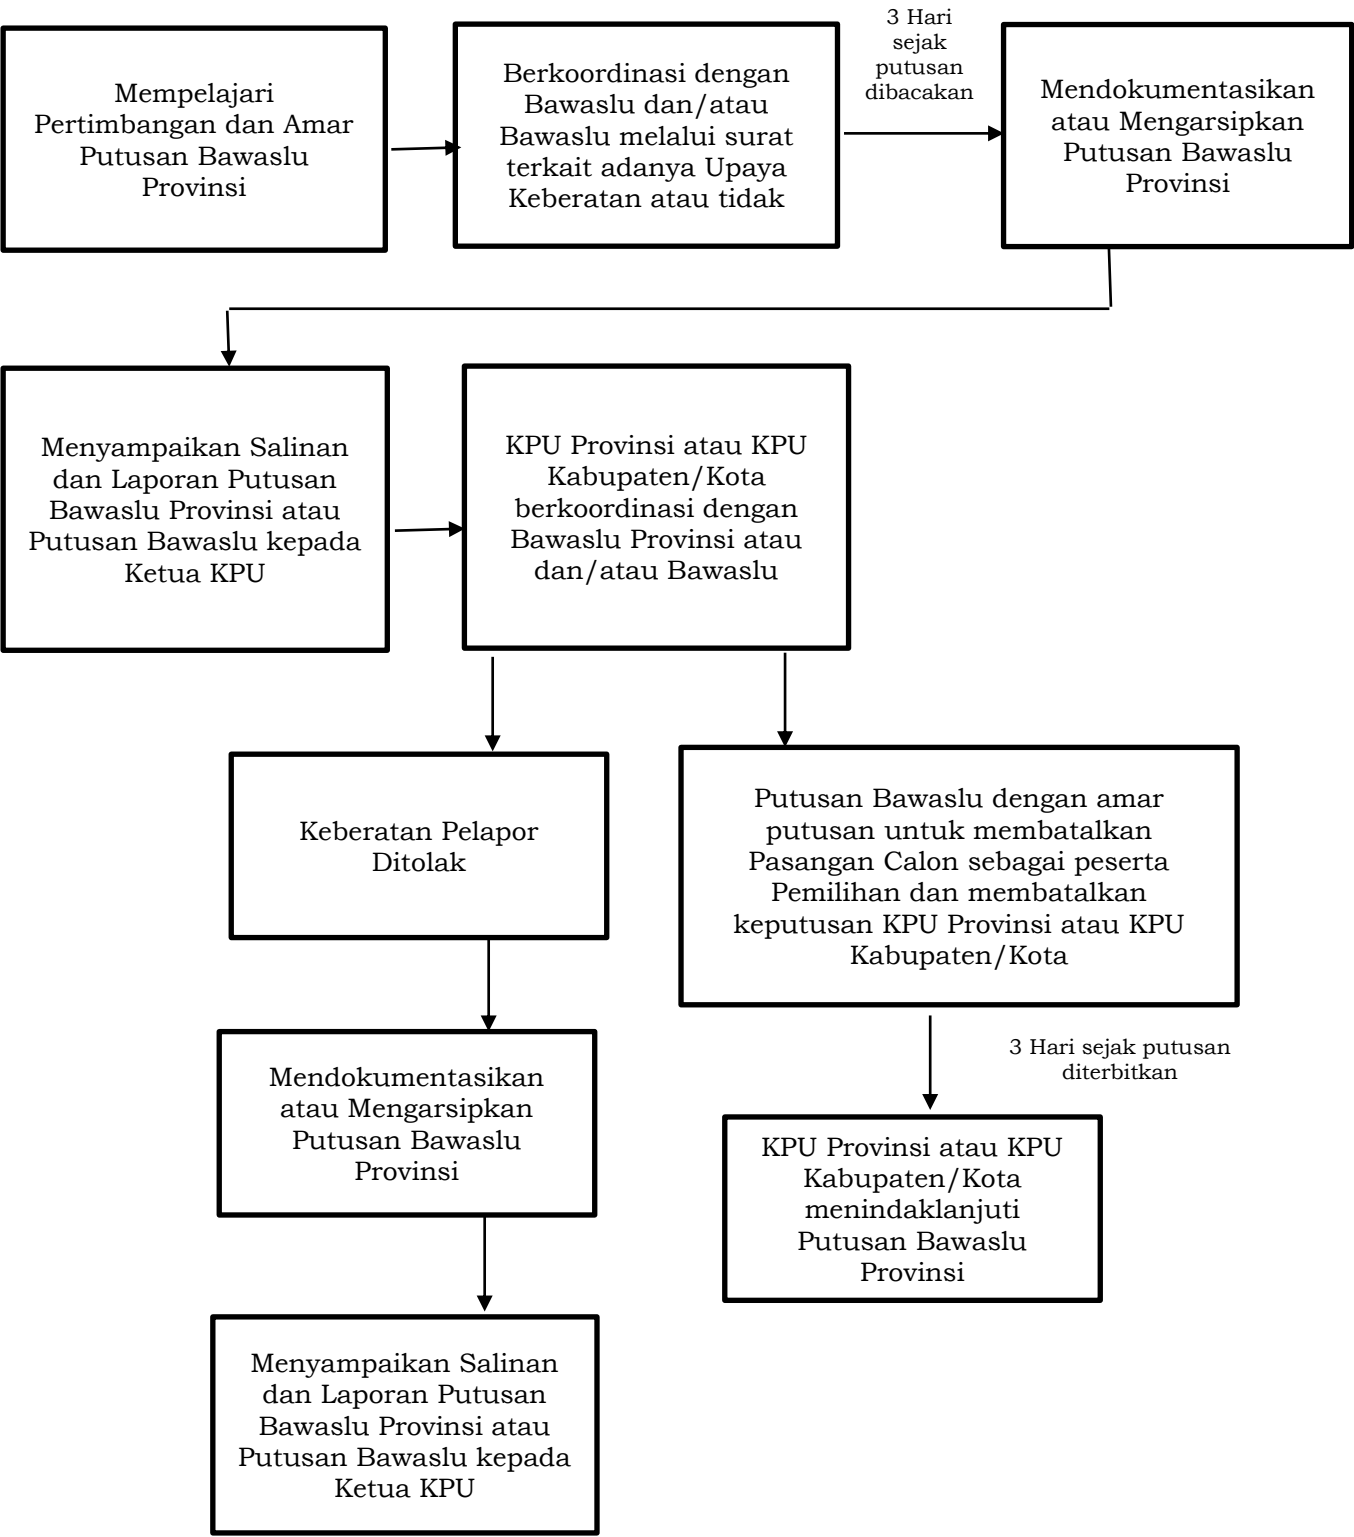 Mempelajari
Pertimbangan dan Amar
Putusan Bawaslu
Provinsi
Berkoordinasi dengan
Bawaslu dan/atau
Bawaslu melalui surat
terkait adanya Upaya
Keberatan atau tidak
3 Hari
sejak
putusan
dibacakan
Mendokumentasikan
atau Mengarsipkan
Putusan Bawaslu
Provinsi
Menyampaikan Salinan
dan Laporan Putusan
Bawaslu Provinsi atau
Putusan Bawaslu kepada
Ketua KPU
KPU Provinsi atau KPU
Kabupaten/Kota
berkoordinasi dengan
Bawaslu Provinsi atau
dan/atau Bawaslu
Keberatan Pelapor
Ditolak
Putusan Bawaslu dengan amar
putusan untuk membatalkan
Pasangan Calon sebagai peserta
Pemilihan dan membatalkan
keputusan KPU Provinsi atau KPU
Kabupaten/Kota
Mendokumentasikan
atau Mengarsipkan
Putusan Bawaslu
Provinsi
3 Hari sejak putusan
diterbitkan
KPU Provinsi atau KPU
Kabupaten/Kota
menindaklanjuti
Putusan Bawaslu
Provinsi
Menyampaikan Salinan
dan Laporan Putusan
Bawaslu Provinsi atau
Putusan Bawaslu kepada
Ketua KPU